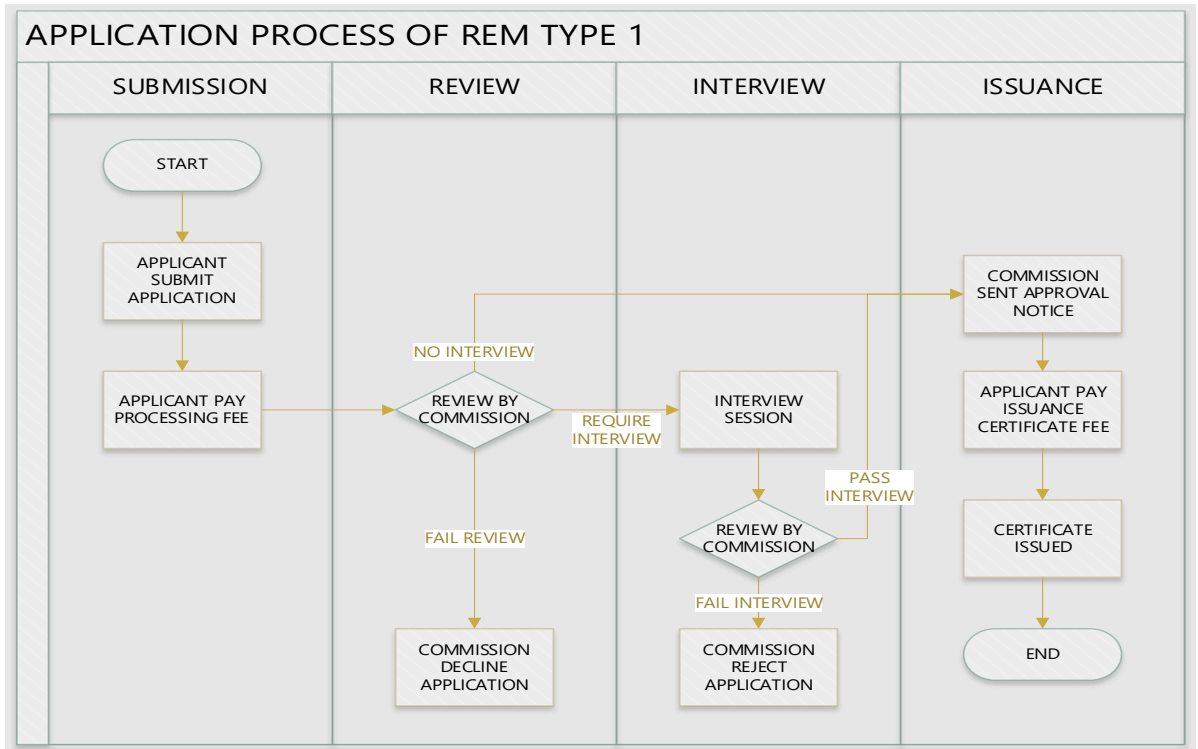 APPLICATION PROCESS OF REM TYPE 1
SUBMISSION
REVIEW
INTERVIEW
ISSUANCE
START
APPLICANT
SUBMIT
APPLICATION
APPLICANT PAY
PROCESSING FEE
NO INTERVIEW
REVIEW BY
COMMISSION
REQUIRE
INTERVIEW
FAIL REVIEW
COMMISSION
DECLINE
APPLICATION
INTERVIEW
SESSION
PASS
INTERVIEW
REVIEW BY
COMMISSION
FAIL INTERVIEW
COMMISSION
REJECT
APPLICATION
COMMISSION
SENT APPROVAL
NOTICE
APPLICANT PAY
ISSUANCE
CERTIFICATE FEE
CERTIFICATE
ISSUED
END